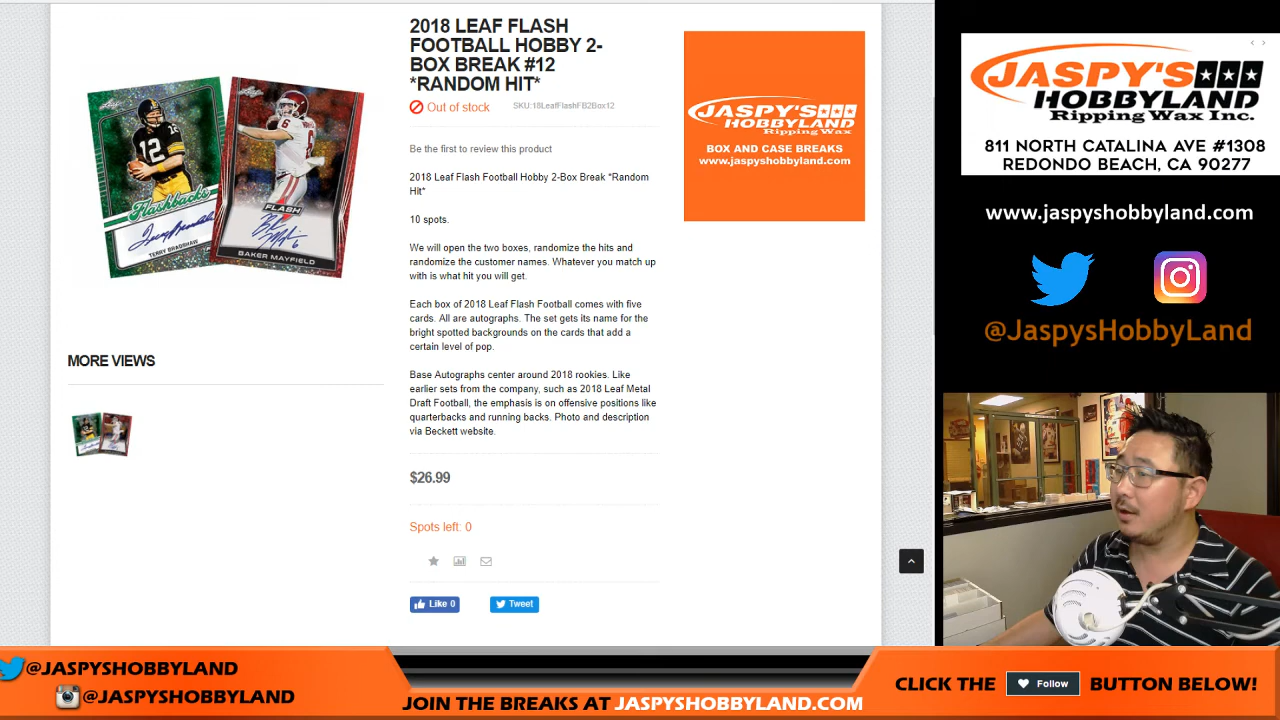 2018 LEAF FLASH
FOOTBALL HOBBY 2-
BOX BREAK #12
*RANDOM HIT*
Out of stock
SKU:18LeafFlashFB2Box12
Be the first to review this product
2018 Leaf Flash Football Hobby 2-Box Break *Random
Hit*
10 spots.
We will open the two boxes, randomize the hits and
randomize the customer names. Whatever you match up
with is what hit you will get.
Each box of 2018 Leaf Flash Football comes with five
cards. All are autographs. The set gets its name for the
bright spotted backgrounds on the cards that add a
certain level of pop.
Base Autographs center around 2018 rookies. Like
earlier sets from the company, such as 2018 Leaf Metal
Draft Football, the emphasis is on offensive positions like
quarterbacks and running backs. Photo and description
via Beckett website.
$26.99
Spots left: 0
Like 0
Tweet
Leaf
12
Flashbacks
TERRY BRADSHAW
Leaf
6
FLASH
BAKER MAYFIELD
MORE VIEWS
JASPY'S
HOBBYLAND
Ripping Wax Inc.
BOX AND CASE BREAKS
www.jaspyshobbyland.com
JASPY'S
HOBBYLAND
Ripping Wax Inc.
811 NORTH CATALINA AVE #1308
REDONDO BEACH, CA 90277
www.jaspyshobbyland.com
@JaspysHobbyLand
@JASPYSHOBBYLAND
@JASPYSHOBBYLAND
JOIN THE BREAKS AT JASPYSHOBBYLAND.COM
CLICK THE Follow BUTTON BELOW!